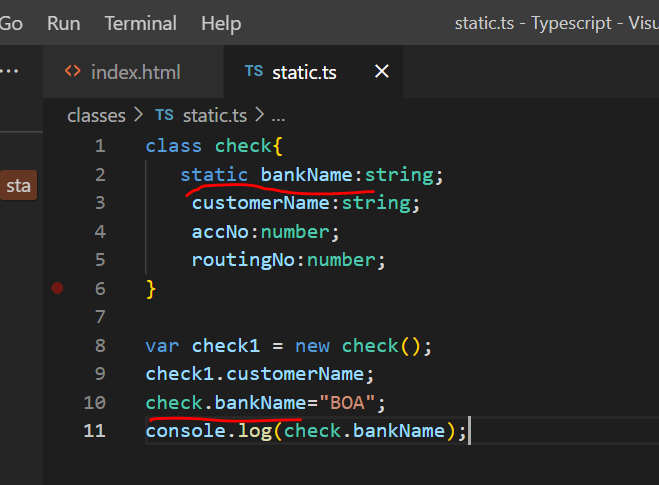 Go Run Terminal Help static.ts - Typescript - Visu
... index.html TS static.ts ×
classes > TS static.ts > ...
sta
1 class check{
2 static bankName:string;
3 customerName:string;
4 accNo:number;
5 routingNo:number;
6 }
7
8 var check1 = new check();
9 check1.customerName;
10 check.bankName="BOA";
11 console.log(check.bankName);